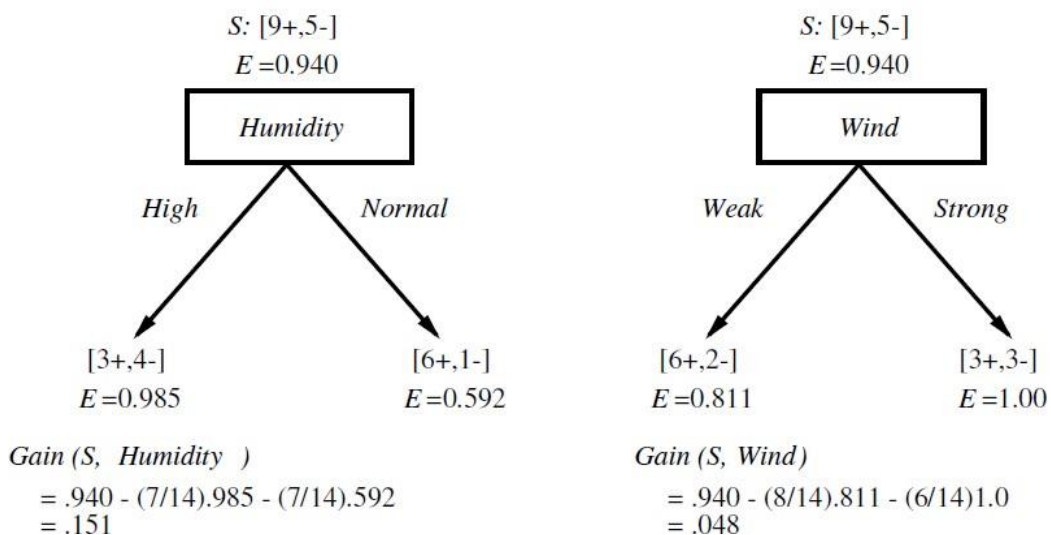 S: [9+,5-]
E =0.940
Humidity
High
Normal
[3+,4-]
E =0.985
[6+,1-]
E =0.592
Gain (S, Humidity )
= .940 - (7/14).985 - (7/14).592
= .151
S: [9+,5-]
E =0.940
Wind
Weak
Strong
[6+,2-]
E =0.811
[3+,3-]
E =1.00
Gain (S, Wind)
= .940 - (8/14).811 - (6/14)1.0
= .048